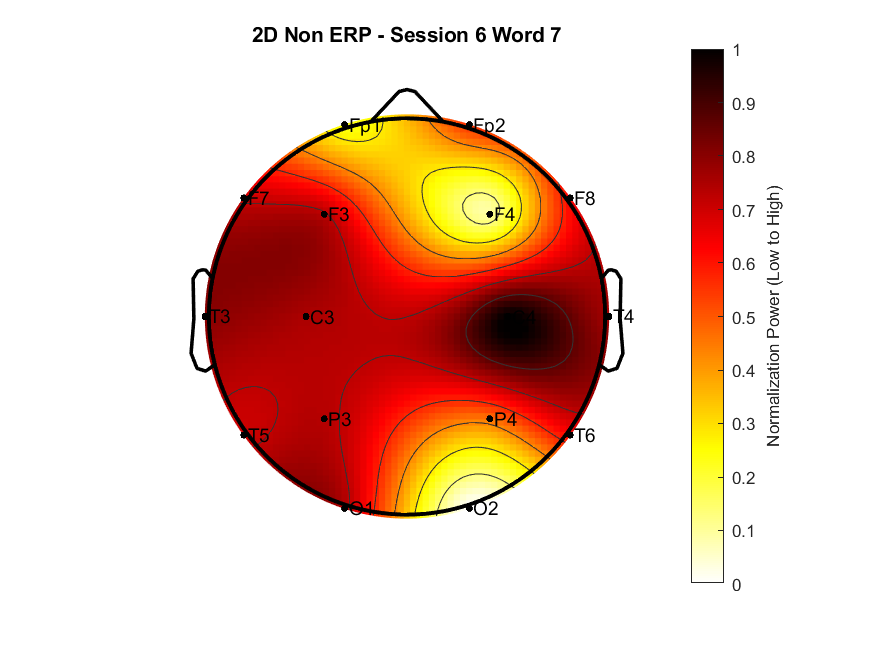 2D Non ERP - Session 6 Word 7
Fp1 Fp2
F7 F8
F3 F4
T3 C3 T4
P3 P4
T5 T6
O1 O2
1
0.9
0.8
0.7
0.6
0.5
0.4
0.3
0.2
0.1
0
Normalization Power (Low to High)